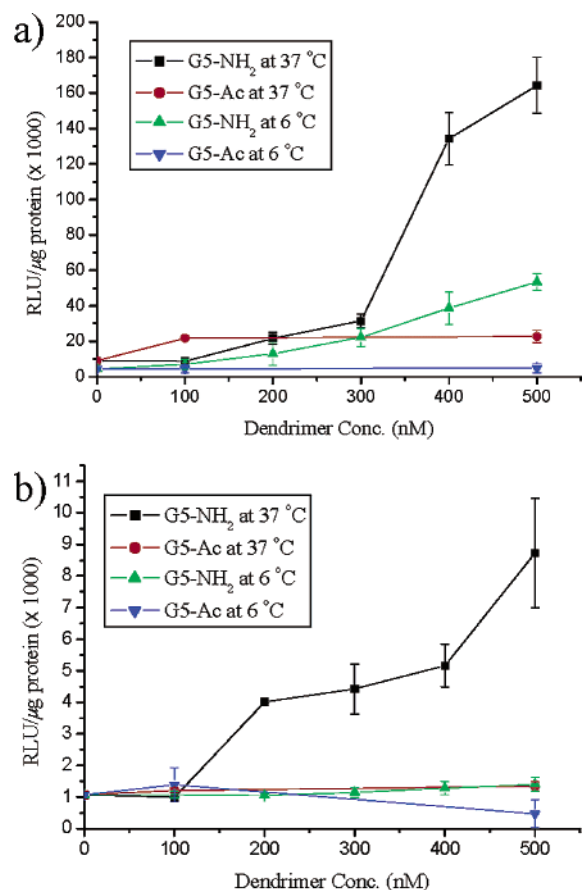 a)
200
180
160
140
120
100
80
60
40
20
0
RLU/μg protein (x 1000)
G5-NH2 at 37 °C
G5-Ac at 37 °C
G5-NH2 at 6 °C
G5-Ac at 6 °C
0 100 200 300 400 500
Dendrimer Conc. (nM)
b)
11
10
9
8
7
6
5
4
3
2
1
0
RLU/μg protein (x 1000)
G5-NH2 at 37 °C
G5-Ac at 37 °C
G5-NH2 at 6 °C
G5-Ac at 6 °C
0 100 200 300 400 500
Dendrimer Conc. (nM)